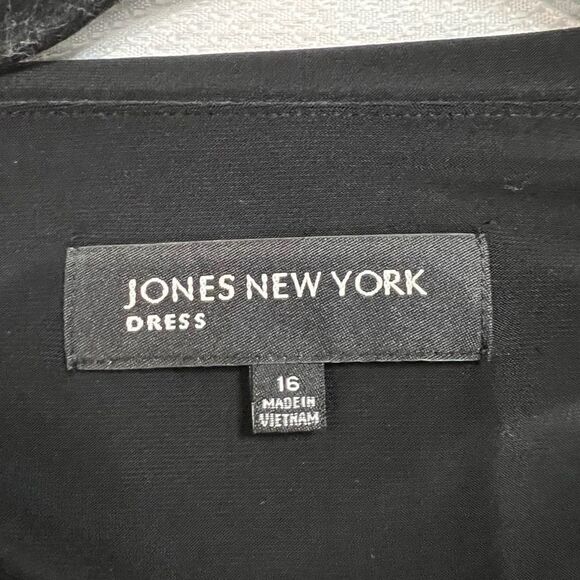 JONES NEW YORK
DRESS
16
MADE IN
VIETNAM